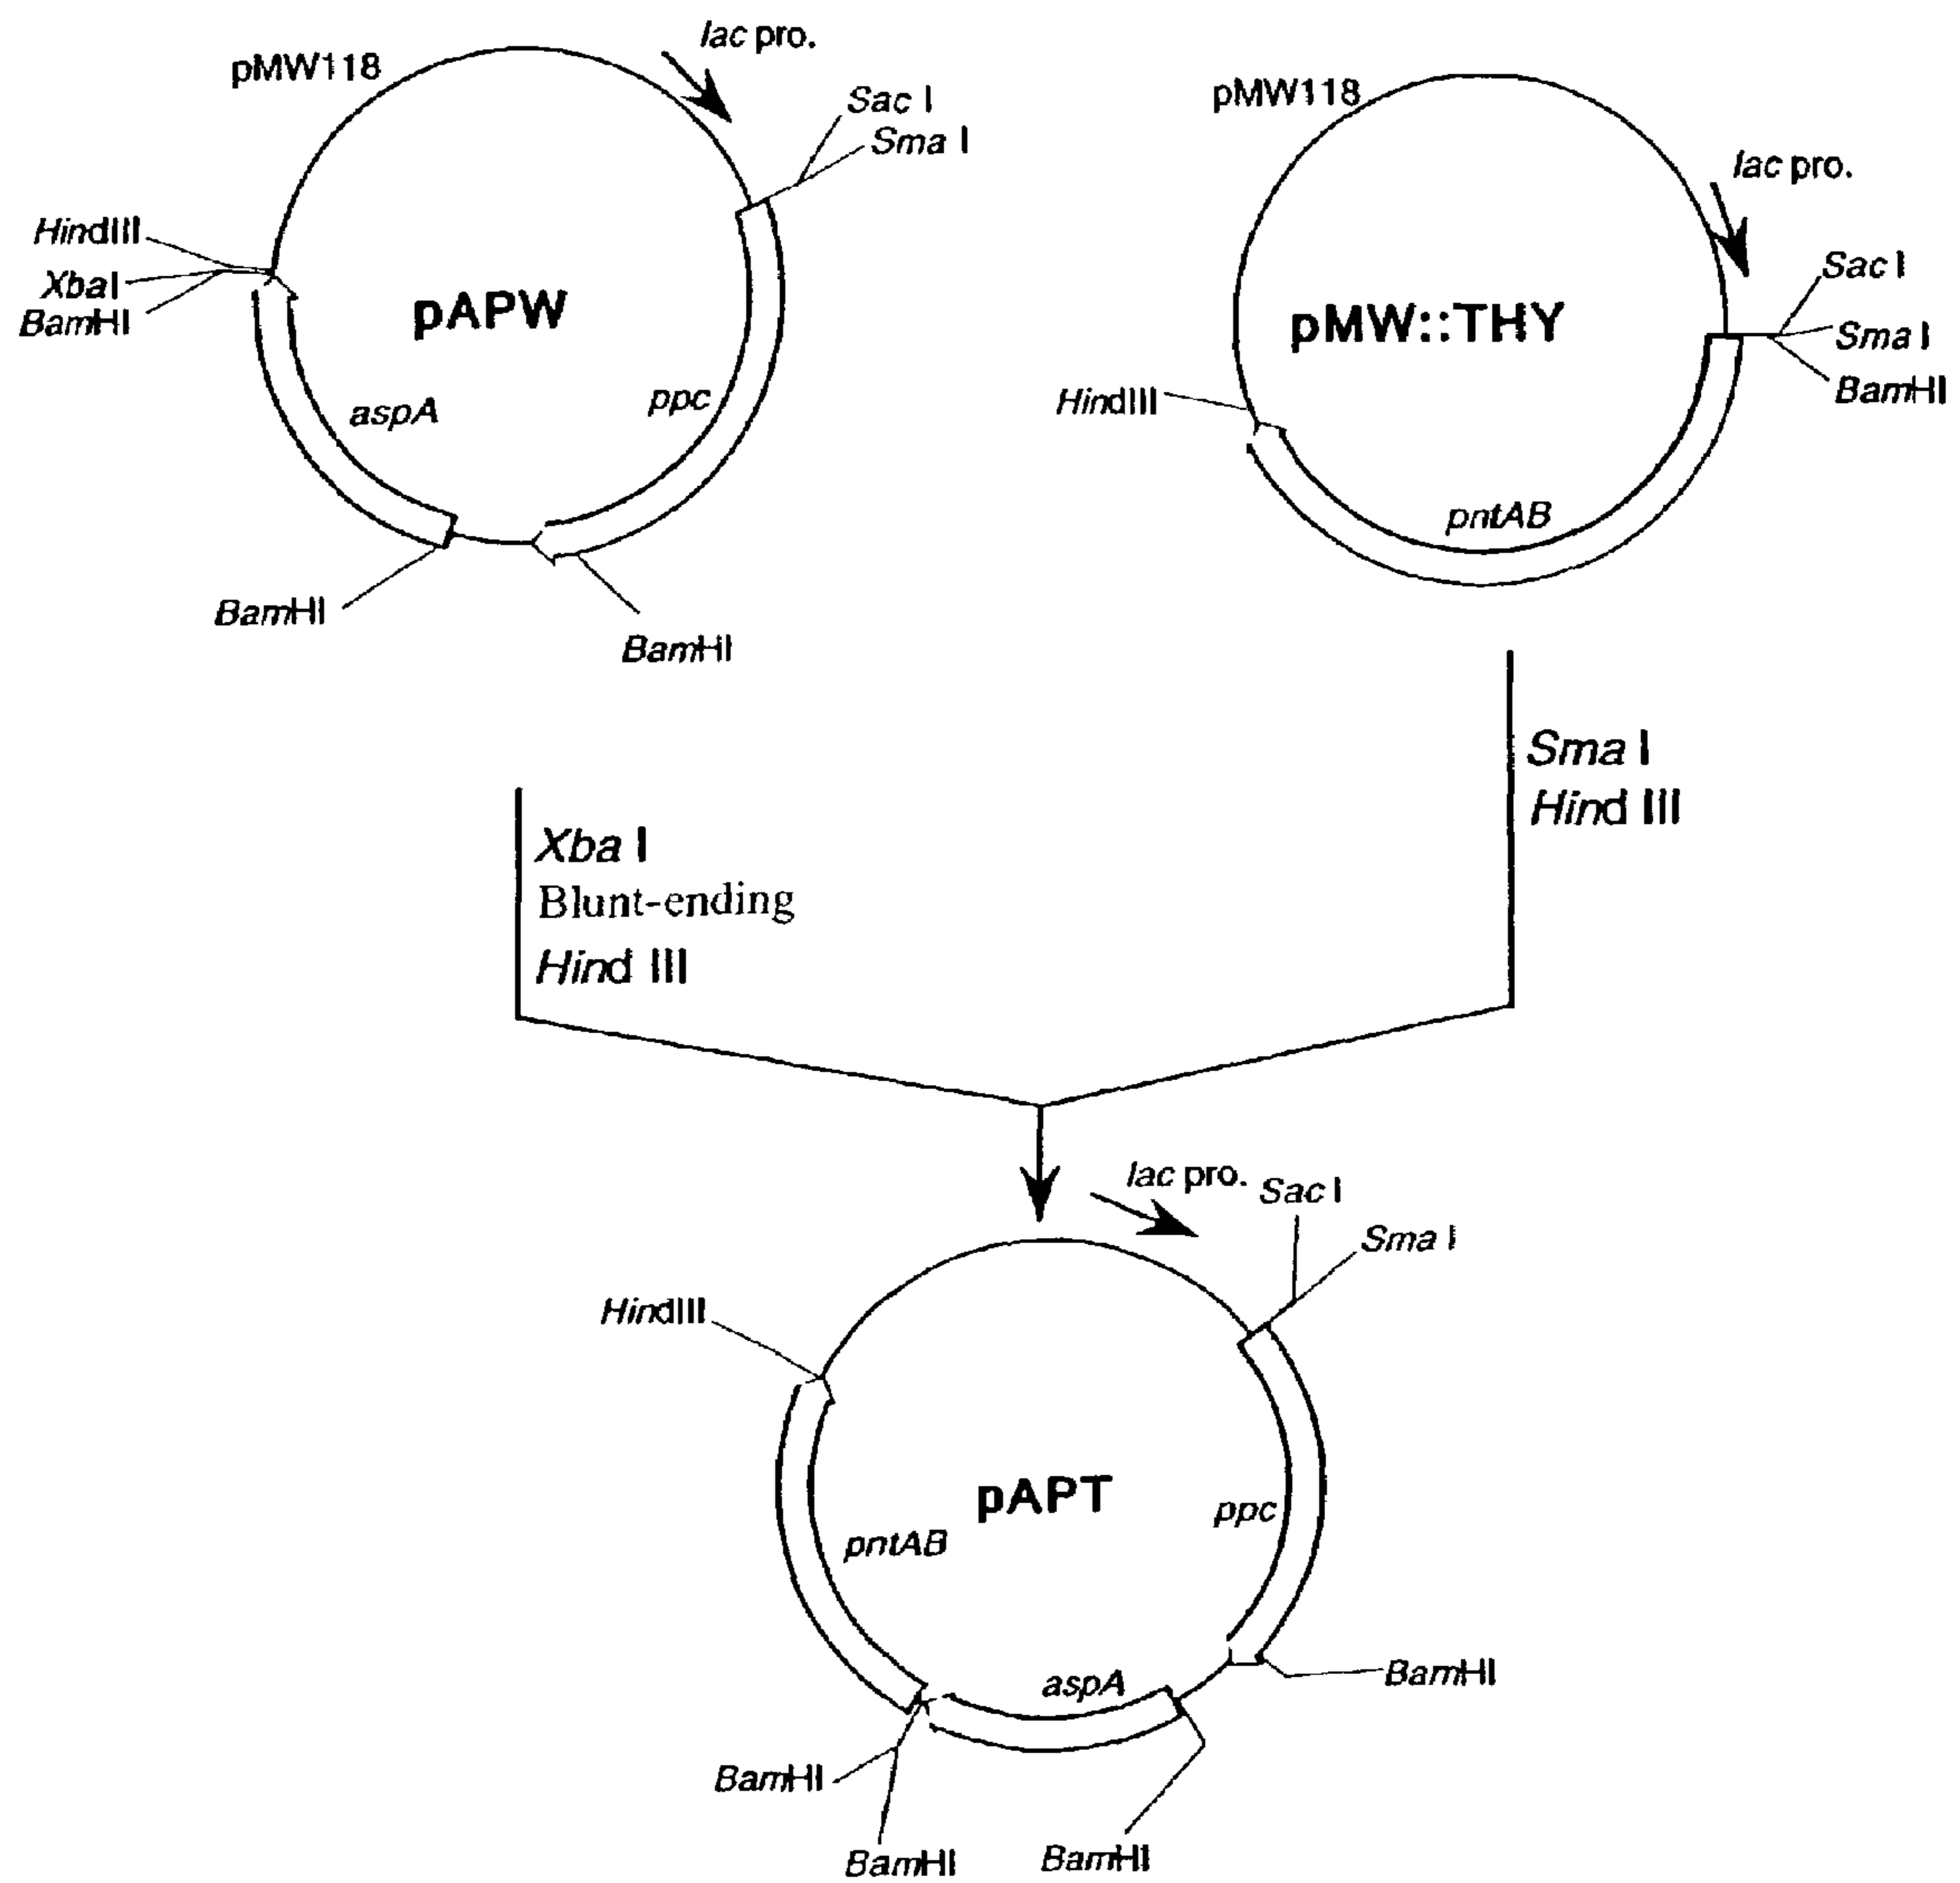 lac pro.
pMW118
Sac I
Sma I
HindIII
XbaI
BamHI
pAPW
aspA
ppc
BamHI
BamHI
pMW118
lac pro.
Sac I
Sma I
BamHI
HindIII
pMW::THY
pntAB
Sma I
Hind III
Xba I
Blunt-ending
Hind III
lac pro.
Sac I
Sma I
HindIII
pAPT
ppc
pntAB
aspA
BamHI
BamHI
BamHI
BamHI